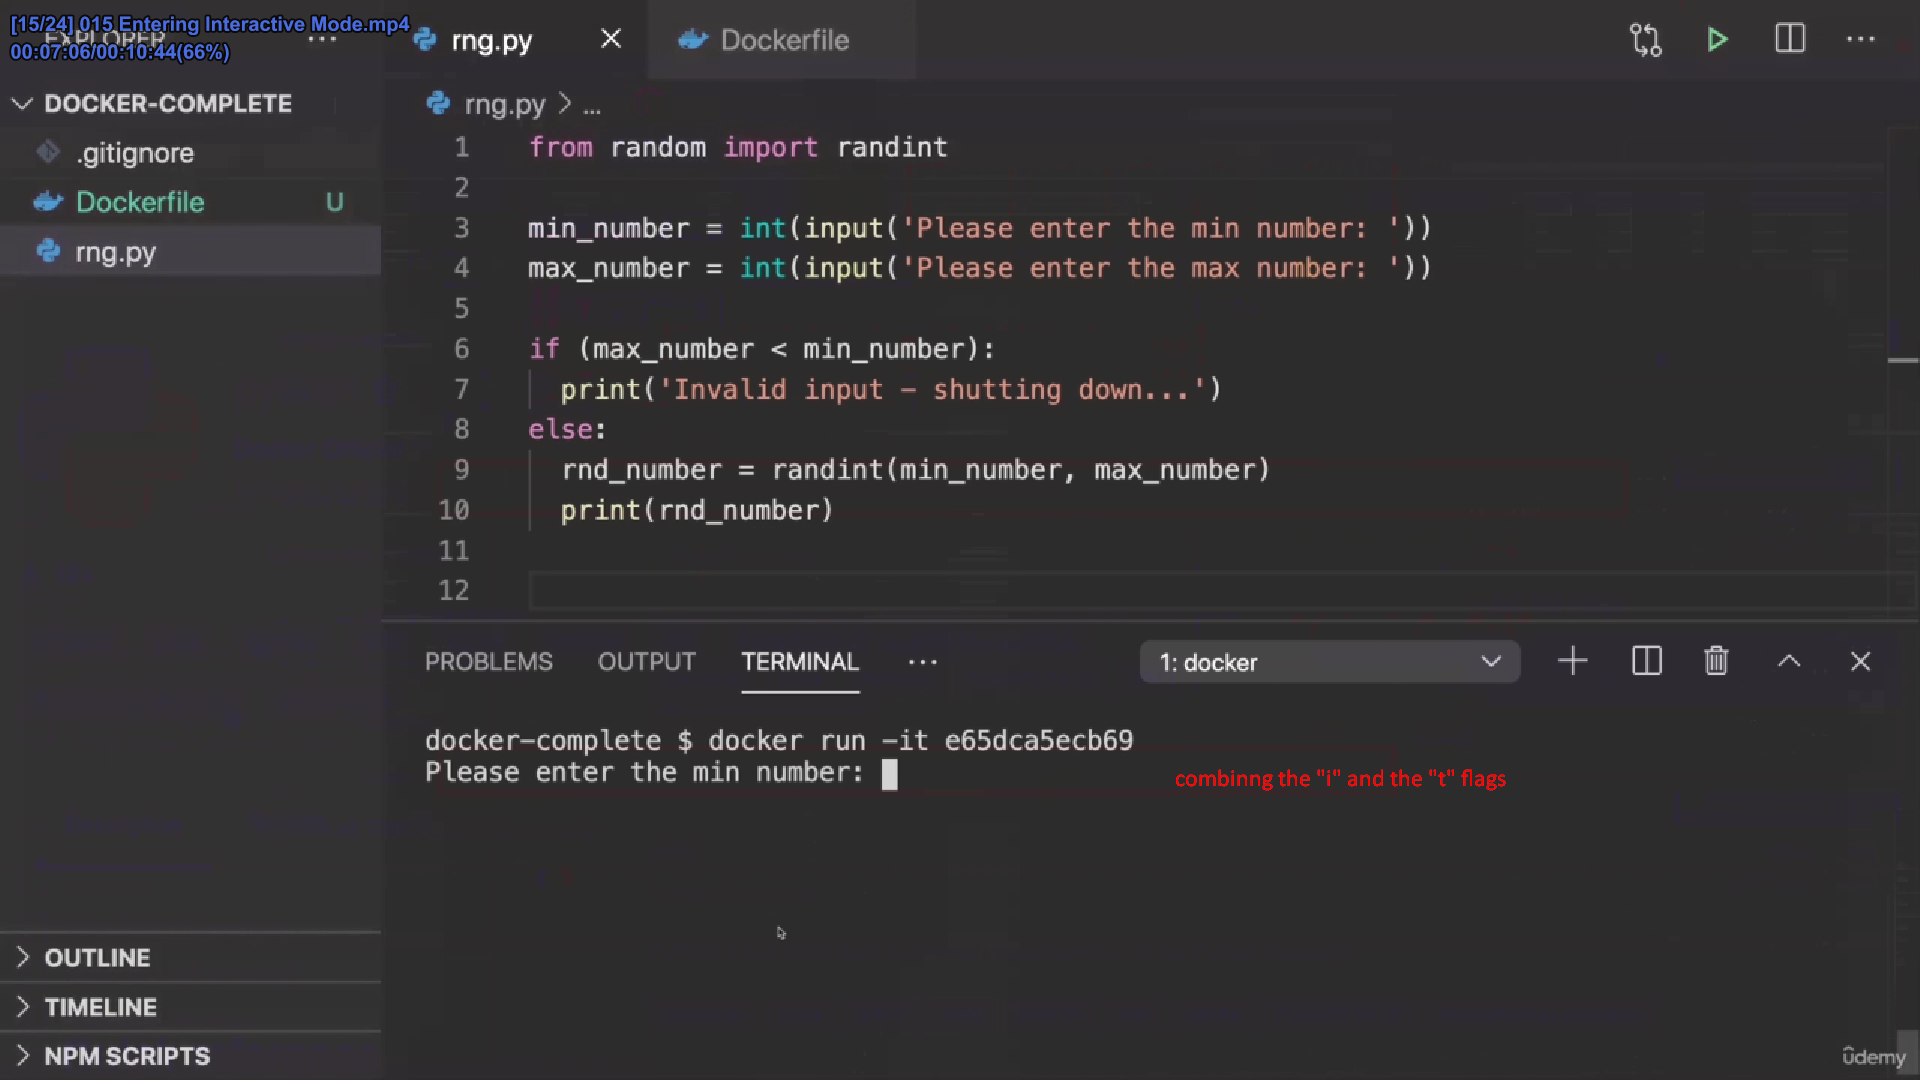 [15/24] 015 Entering Interactive Mode.mp4
00:07:06/00:10:44(66%)
EXPLORER ...
rng.py
Dockerfile
DOCKER-COMPLETE
.gitignore
Dockerfile U
rng.py
rng.py > ...
1 from random import randint
2
3 min_number = int(input('Please enter the min number: '))
4 max_number = int(input('Please enter the max number: '))
5
6 if (max_number < min_number):
7 print('Invalid input - shutting down...')
8 else:
9 rnd_number = randint(min_number, max_number)
10 print(rnd_number)
11
12
PROBLEMS OUTPUT TERMINAL ... 1: docker
docker-complete $ docker run -it e65dca5ecb69
Please enter the min number:
combinng the "i" and the "t" flags
OUTLINE
TIMELINE
NPM SCRIPTS
ûdemy